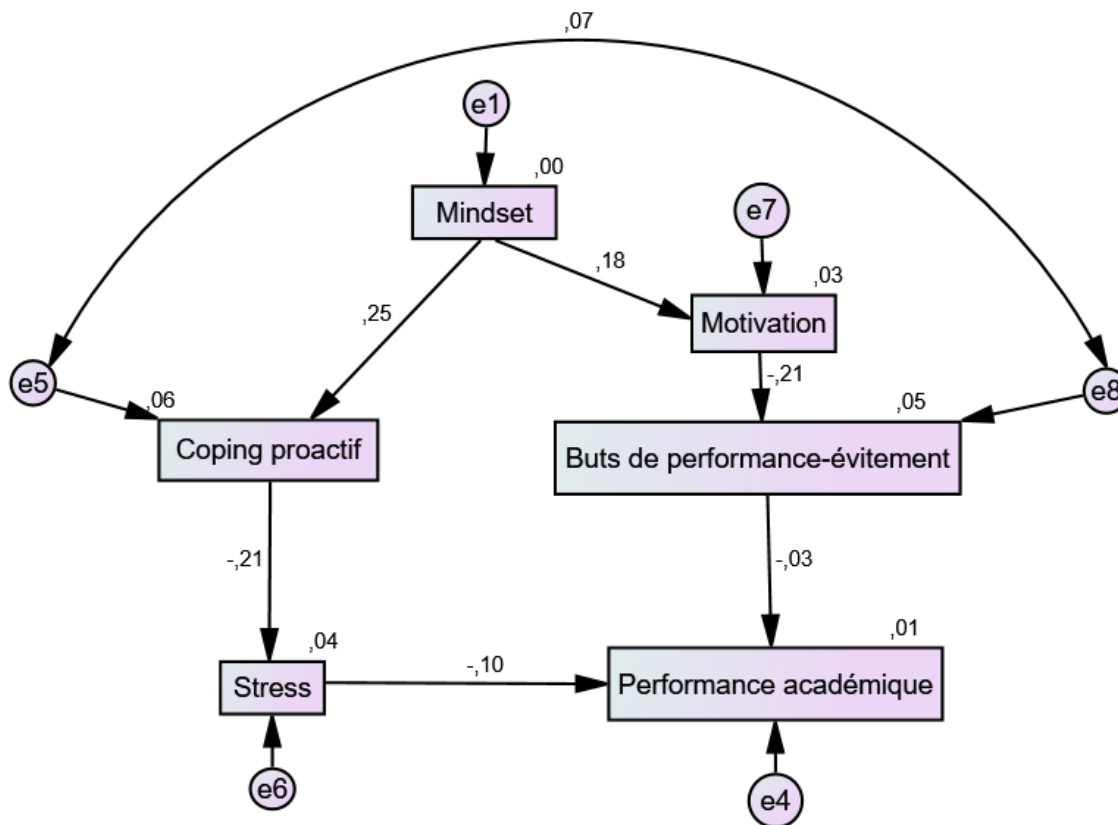 ,07
e1
,00
Mindset
e7
,18
,03
Motivation
,25
-,21
e5
,06
e8
,05
Coping proactif
Buts de performance-évitement
-,21
-,03
,04
,01
-,10
Stress
Performance académique
e6
e4